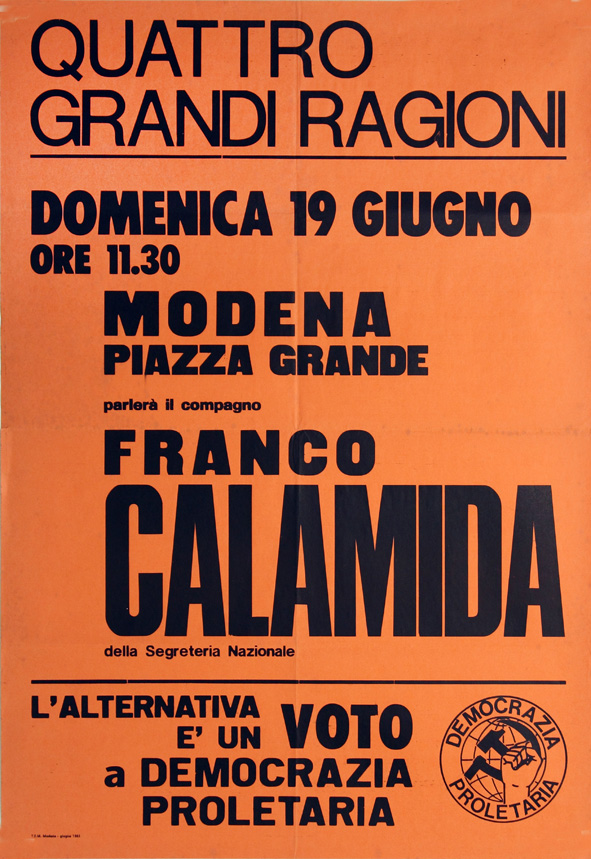 QUATTRO
GRANDI RAGIONI
DOMENICA 19 GIUGNO
ORE 11.30
MODENA
PIAZZA GRANDE
parlerà il compagno
FRANCO
CALAMIDA
della Segreteria Nazionale
L'ALTERNATIVA
E' UN VOTO
a DEMOCRAZIA
PROLETARIA
DEMOCRAZIA
PROLETARIA